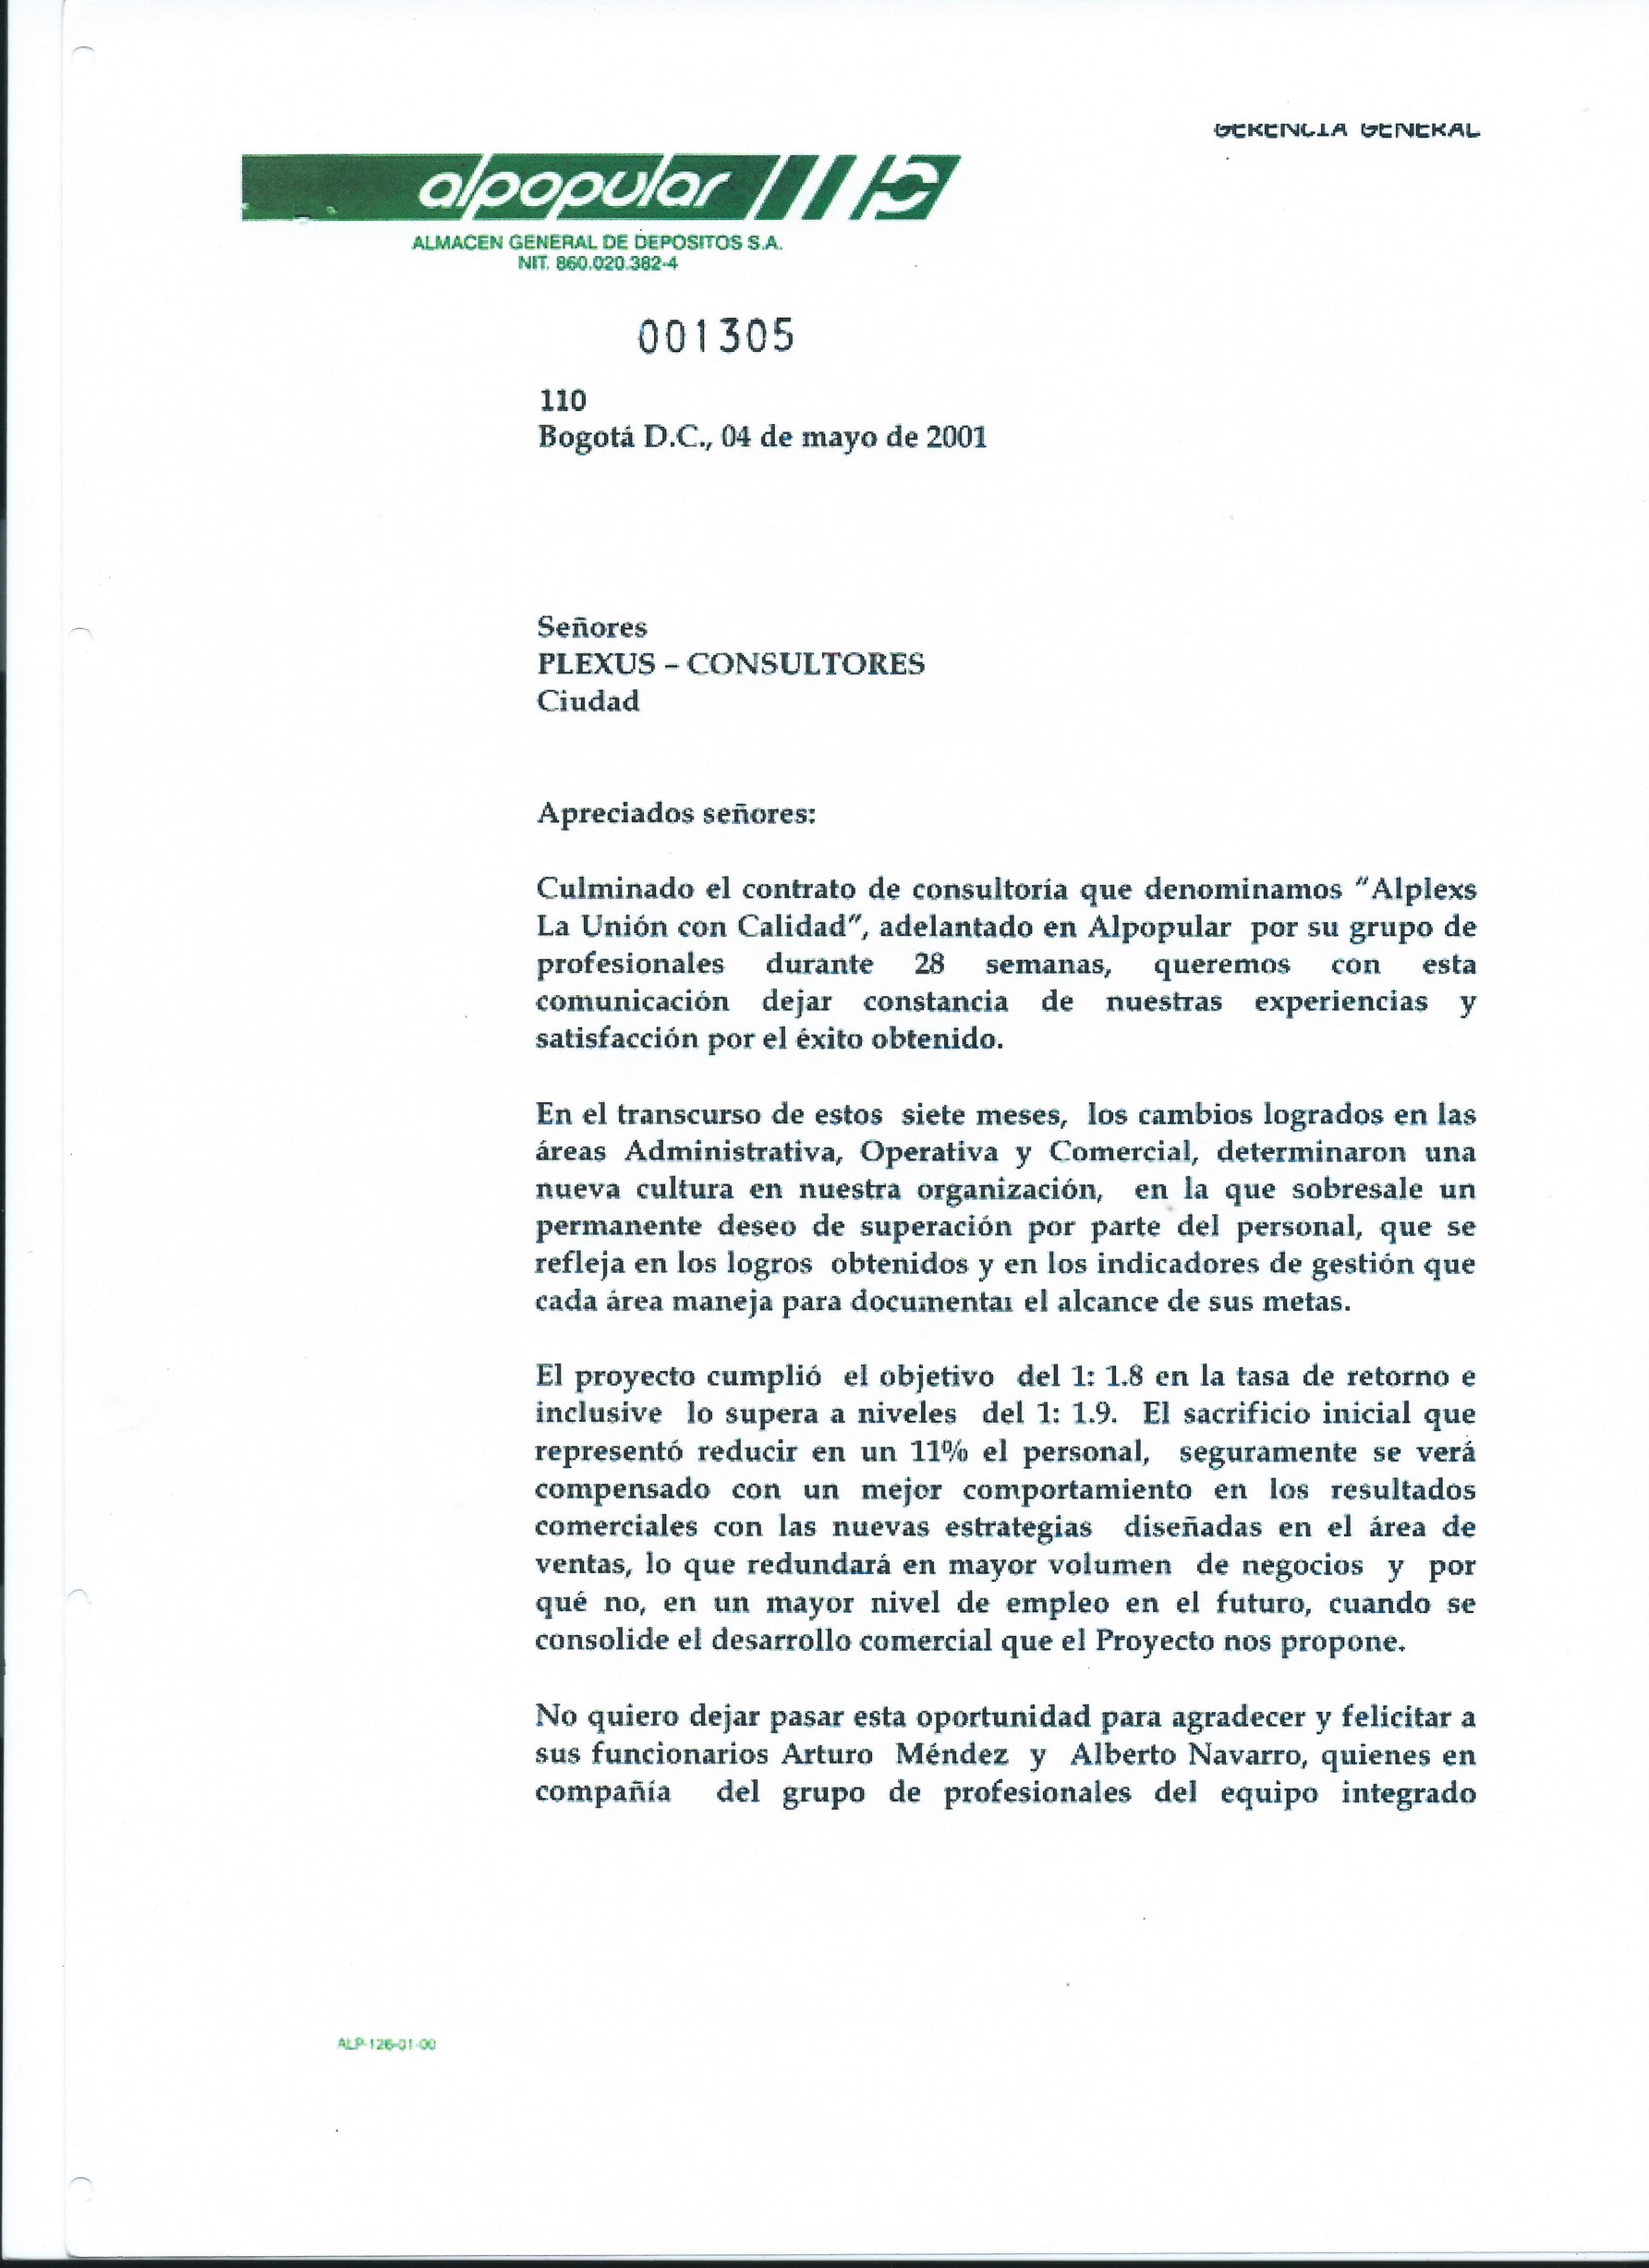 GERENCIA GENERAL
alpopular
ALMACEN GENERAL DE DEPOSITOS S.A.
NIT. 860.020.382-4
001305
110
Bogotá D.C., 04 de mayo de 2001
Señores
PLEXUS – CONSULTORES
Ciudad
Apreciados señores:
Culminado el contrato de consultoría que denominamos "Alplexs
La Unión con Calidad", adelantado en Alpopular por su grupo de
profesionales durante 28 semanas, queremos con esta
comunicación dejar constancia de nuestras experiencias y
satisfacción por el éxito obtenido.
En el transcurso de estos siete meses, los cambios logrados en las
áreas Administrativa, Operativa y Comercial, determinaron una
nueva cultura en nuestra organización, en la que sobresale un
permanente deseo de superación por parte del personal, que se
refleja en los logros obtenidos y en los indicadores de gestión que
cada área maneja para documentar el alcance de sus metas.
El proyecto cumplió el objetivo del 1: 1.8 en la tasa de retorno e
inclusive lo supera a niveles del 1: 1.9. El sacrificio inicial que
representó reducir en un 11% el personal, seguramente se verá
compensado con un mejor comportamiento en los resultados
comerciales con las nuevas estrategias diseñadas en el área de
ventas, lo que redundará en mayor volumen de negocios y por
qué no, en un mayor nivel de empleo en el futuro, cuando se
consolide el desarrollo comercial que el Proyecto nos propone.
No quiero dejar pasar esta oportunidad para agradecer y felicitar a
sus funcionarios Arturo Méndez y Alberto Navarro, quienes en
compañía del grupo de profesionales del equipo integrado
ALP-126-01-00